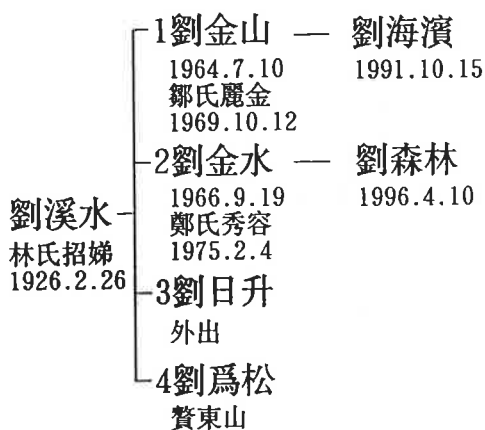 劉溪水
林氏招娣
1926.2.26
1劉金山 — 劉海濱
1964.7.10 1991.10.15
鄒氏麗金
1969.10.12
2劉金水 — 劉森林
1966.9.19 1996.4.10
鄭氏秀容
1975.2.4
3劉日升
外出
4劉爲松
贅東山